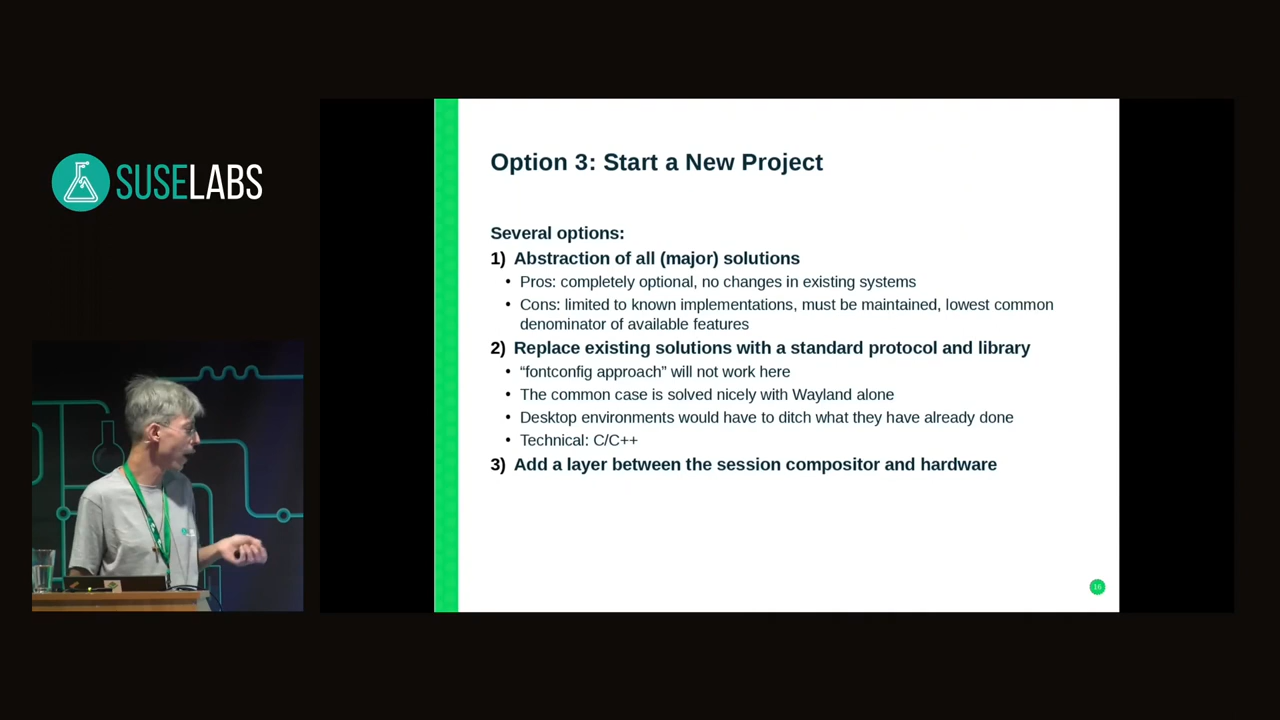 SUSELABS
Option 3: Start a New Project
Several options:
1) Abstraction of all (major) solutions
• Pros: completely optional, no changes in existing systems
• Cons: limited to known implementations, must be maintained, lowest common
denominator of available features
2) Replace existing solutions with a standard protocol and library
• “fontconfig approach” will not work here
• The common case is solved nicely with Wayland alone
• Desktop environments would have to ditch what they have already done
• Technical: C/C++
3) Add a layer between the session compositor and hardware
16